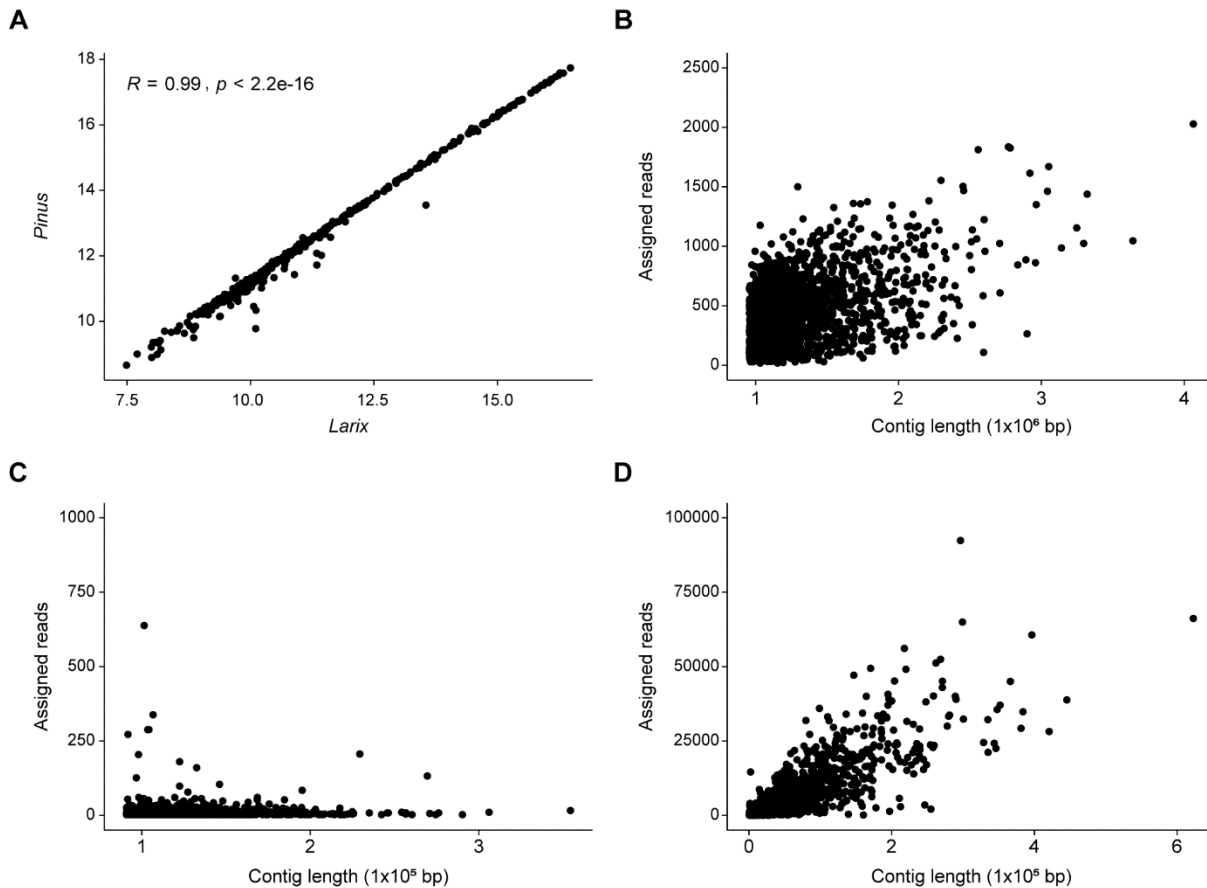 A
R = 0.99 , p < 2.2e-16
18
16
14
12
10
Pinus
7.5
10.0
12.5
15.0
Larix
B
2500
2000
1500
1000
500
0
Assigned reads
1
2
3
4
Contig length (1x10⁶ bp)
C
1000
750
500
250
0
Assigned reads
1
2
3
Contig length (1x10⁵ bp)
D
100000
75000
50000
25000
0
Assigned reads
0
2
4
6
Contig length (1x10⁵ bp)